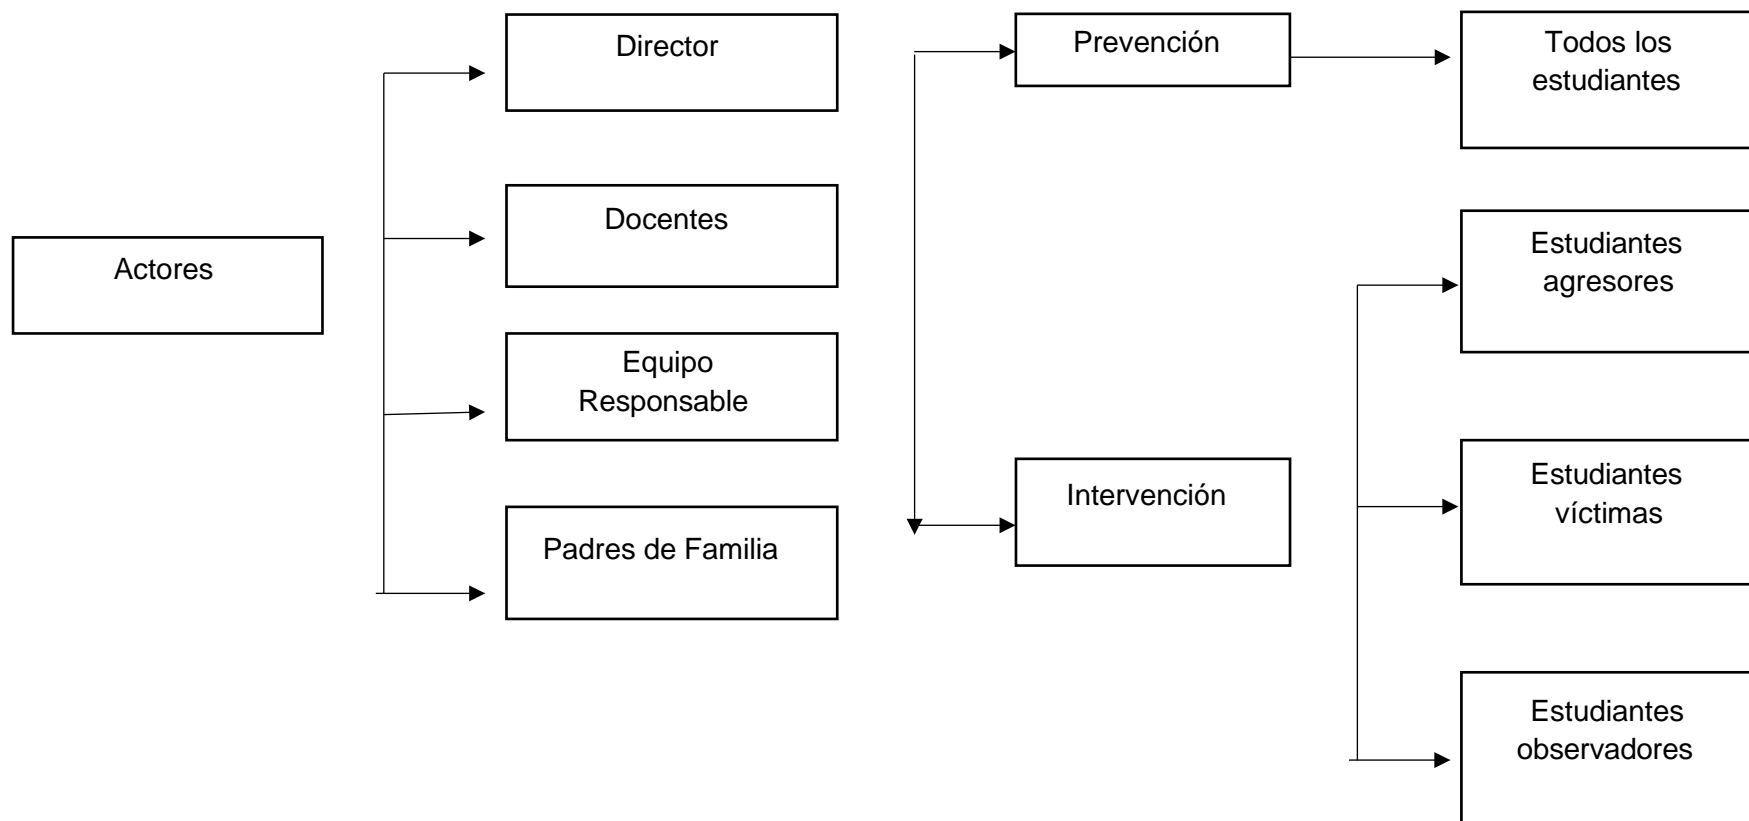 Actores
Director
Docentes
Equipo
Responsable
Padres de Familia
Prevención
Intervención
Todos los
estudiantes
Estudiantes
agresores
Estudiantes
víctimas
Estudiantes
observadores